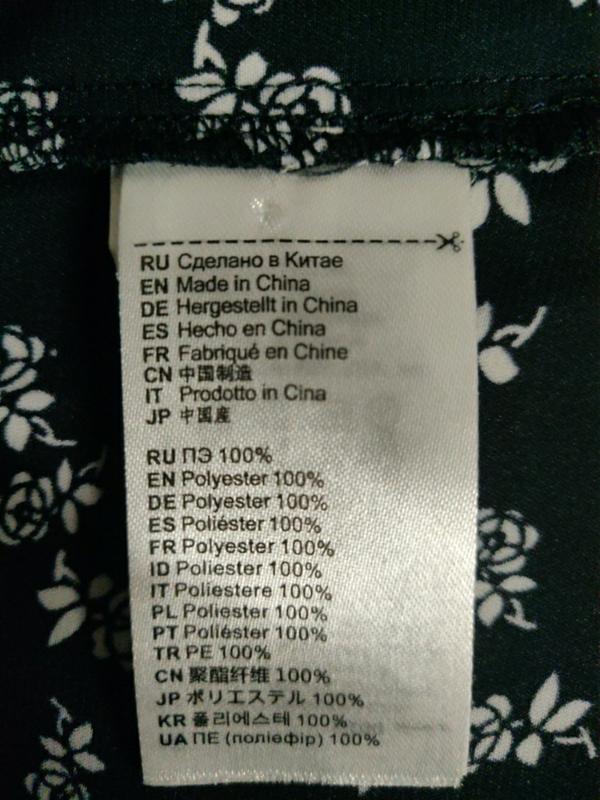 RU Сделано в Китае
EN Made in China
DE Hergestellt in China
ES Hecho en China
FR Fabriqué en Chine
CN 中国制造
IT Prodotto in Cina
JP 中国産
RU ПЭ 100%
EN Polyester 100%
DE Polyester 100%
ES Poliéster 100%
FR Polyester 100%
ID Poliester 100%
IT Poliestere 100%
PL Poliester 100%
PT Poliéster 100%
TR PE 100%
CN 聚酯纤维 100%
JP ポリエステル 100%
KR 폴리에스테 100%
UA ПЕ (поліефір) 100%